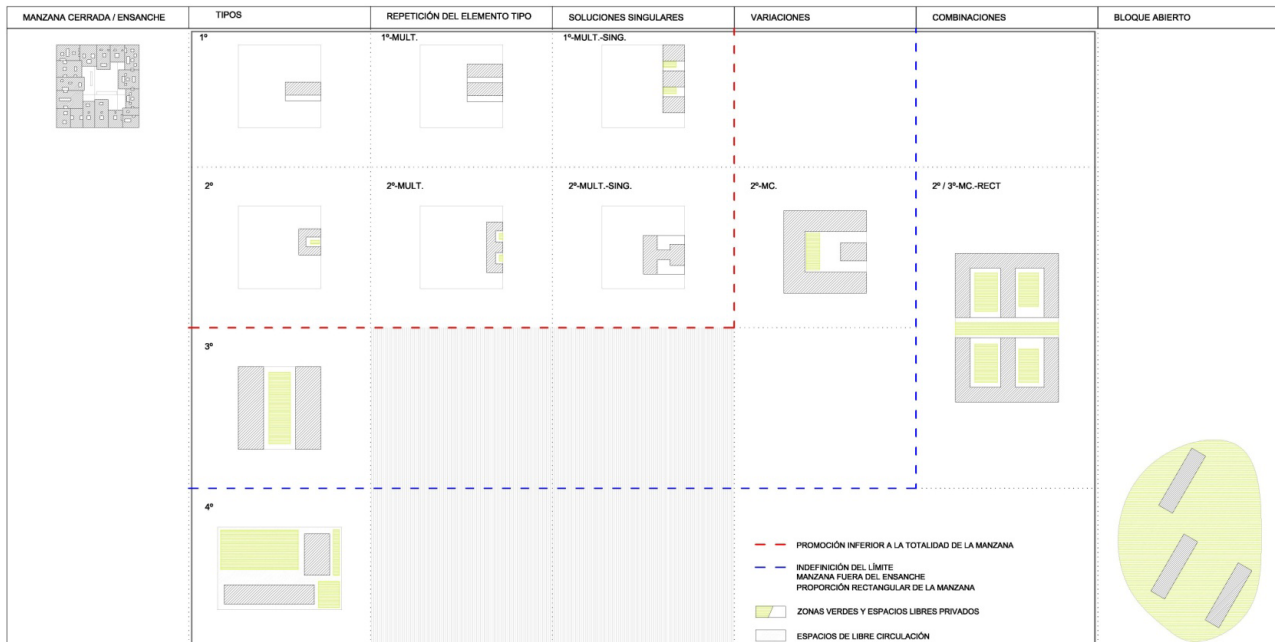 MANZANA CERRADA / ENSANCHE
TIPOS
REPETICIÓN DEL ELEMENTO TIPO
SOLUCIONES SINGULARES
VARIACIONES
COMBINACIONES
BLOQUE ABIERTO
1º
1º-MULT.
1º-MULT.-SING.
2º
2º-MULT.
2º-MULT.-SING.
2º-MC.
2º / 3º-MC.-RECT
3º
4º
PROMOCIÓN INFERIOR A LA TOTALIDAD DE LA MANZANA
INDEFINICIÓN DEL LÍMITE
MANZANA FUERA DEL ENSANCHE
PROPORCIÓN RECTANGULAR DE LA MANZANA
ZONAS VERDES Y ESPACIOS LIBRES PRIVADOS
ESPACIOS DE LIBRE CIRCULACIÓN